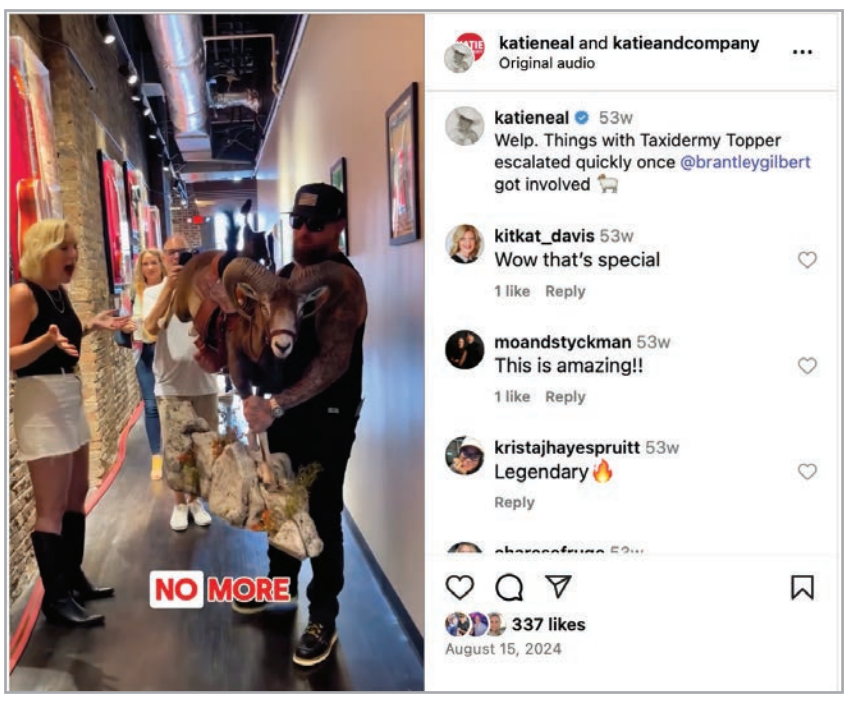 katieneal and katieandcompany
Original audio
katieneal 53w
Welp. Things with Taxidermy Topper
escalated quickly once @brantleygilbert
got involved
kitkat_davis 53w
Wow that's special
1 like Reply
moandstyckman 53w
This is amazing!!
1 like Reply
kristajhayespruitt 53w
Legendary
Reply
53w
NO MORE
337 likes
August 15, 2024